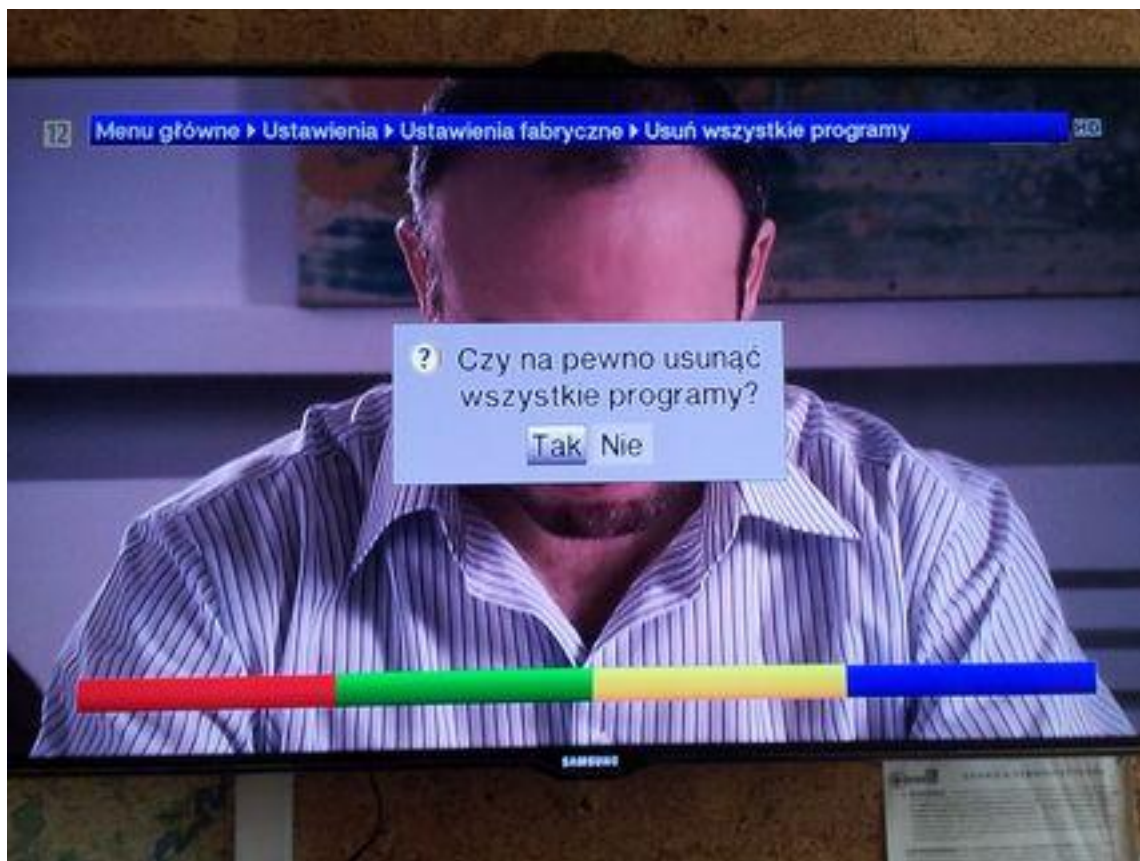 12
Menu główne ▸ Ustawienia ▸ Ustawienia fabryczne ▸ Usuń wszystkie programy
HD
? Czy na pewno usunąć
wszystkie programy?
Tak Nie
SAMSUNG